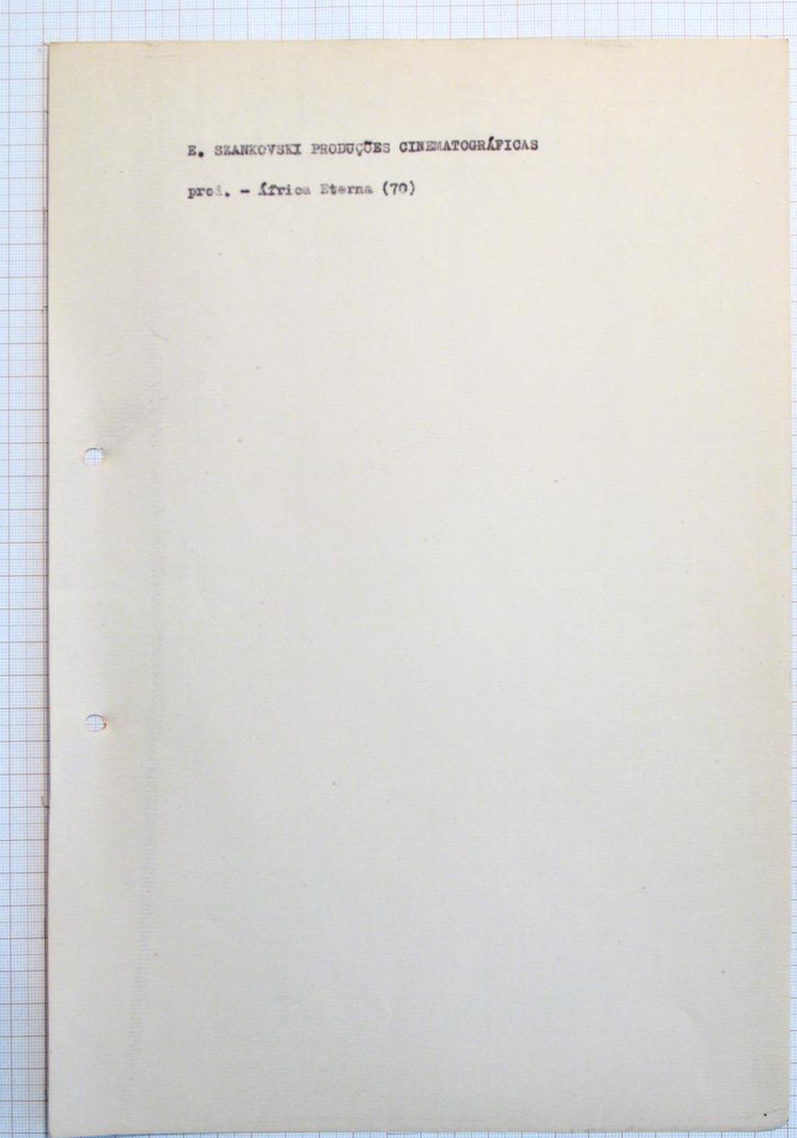 E. SZANKOVSKI PRODUÇÕES CINEMATOGRÁFICAS
prod. - África Eterna (70)